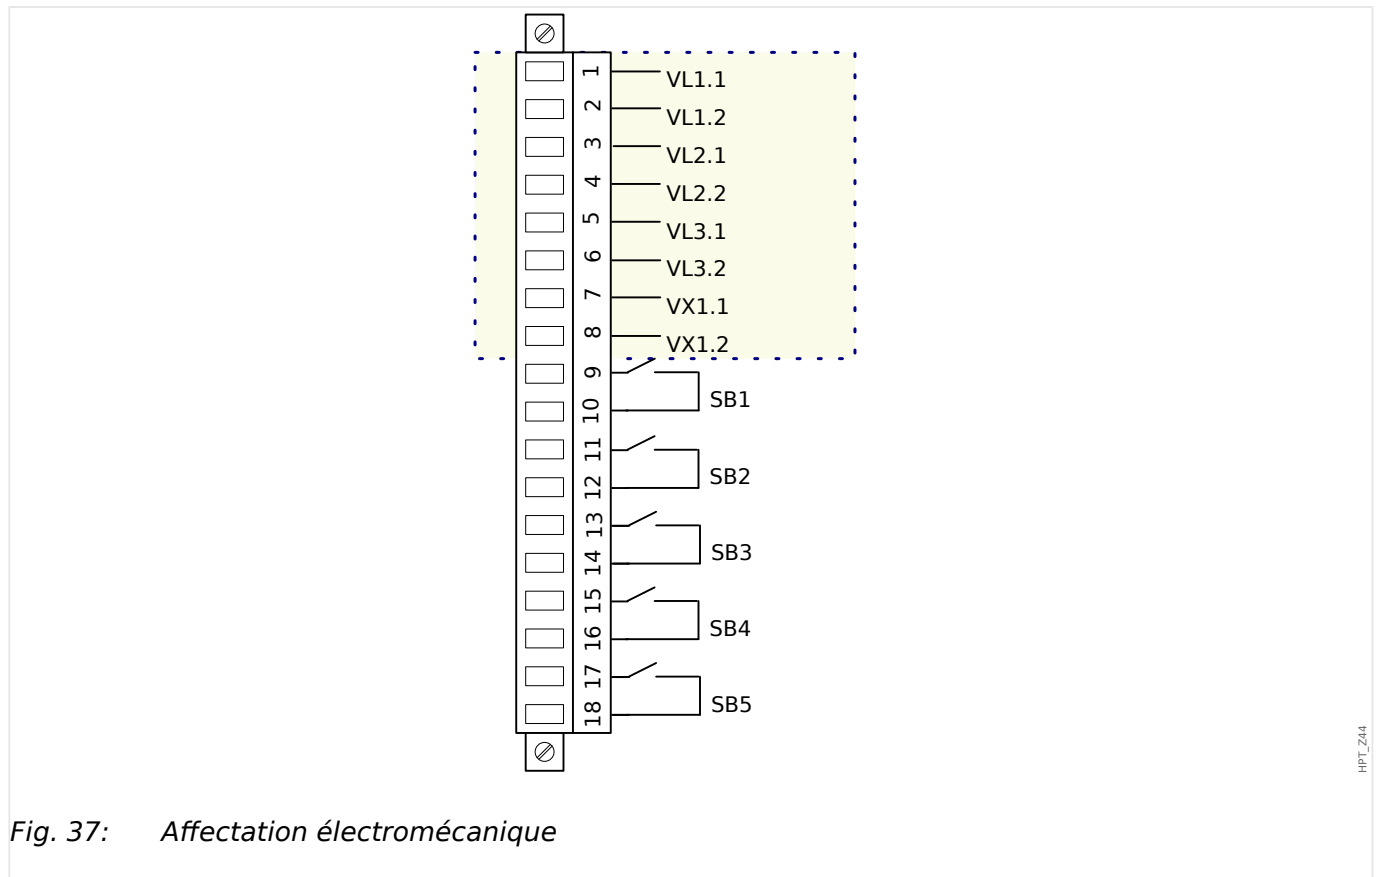 1 VL1.1
2 VL1.2
3 VL2.1
4 VL2.2
5 VL3.1
6 VL3.2
7 VX1.1
8 VX1.2
9
SB1
10
11
SB2
12
13
SB3
14
15
SB4
16
17
SB5
18
HPT_Z44
Fig. 37: Affectation électromécanique